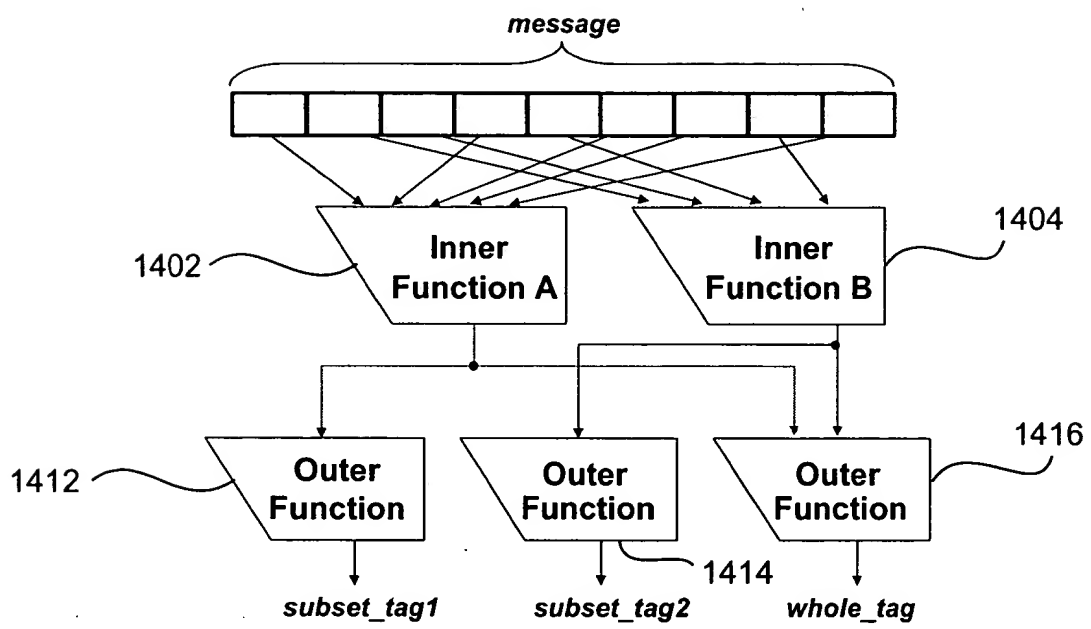 message
Inner
Function A
Inner
Function B
1402
1404
Outer
Function
Outer
Function
Outer
Function
1412
1414
1416
subset_tag1
subset_tag2
whole_tag